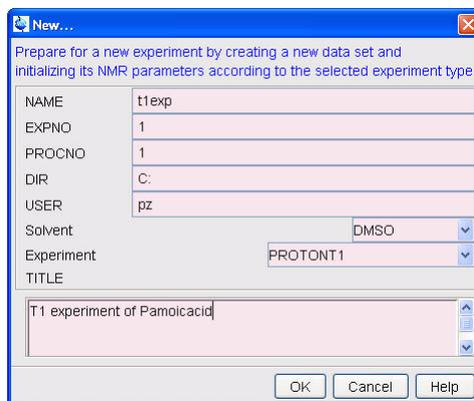 New...
Prepare for a new experiment by creating a new data set and
initializing its NMR parameters according to the selected experiment type
NAME t1exp
EXPNO 1
PROCNO 1
DIR C:
USER pz
Solvent DMSO
Experiment PROTONT1
TITLE
T1 experiment of Pamoicacid
OK Cancel Help